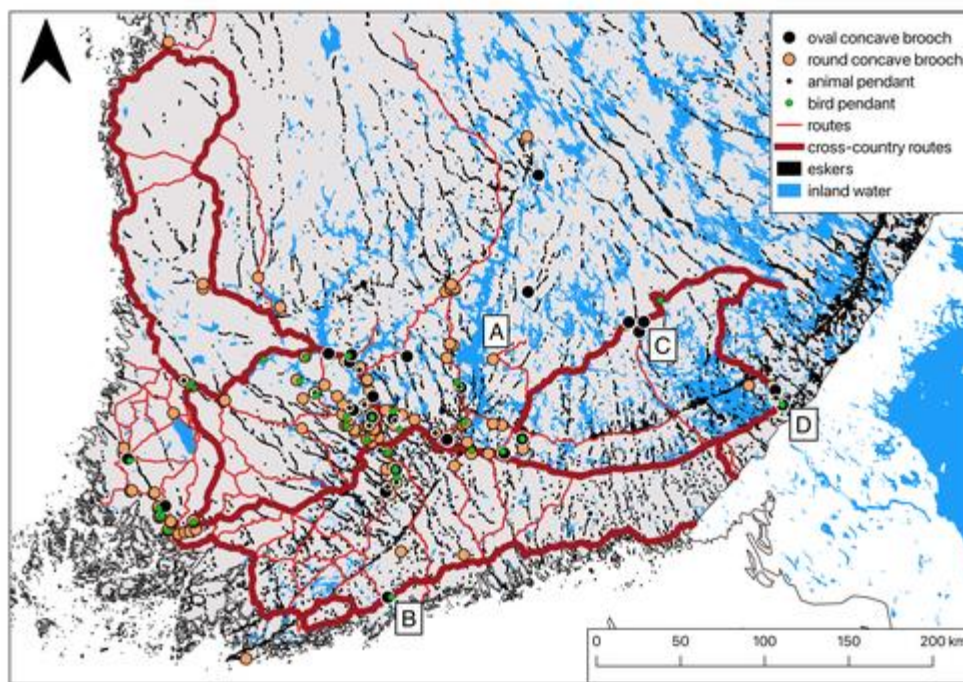 oval concave brooch
round concave brooch
animal pendant
bird pendant
routes
cross-country routes
eskers
inland water
A
C
D
B
0 50 100 150 200 km